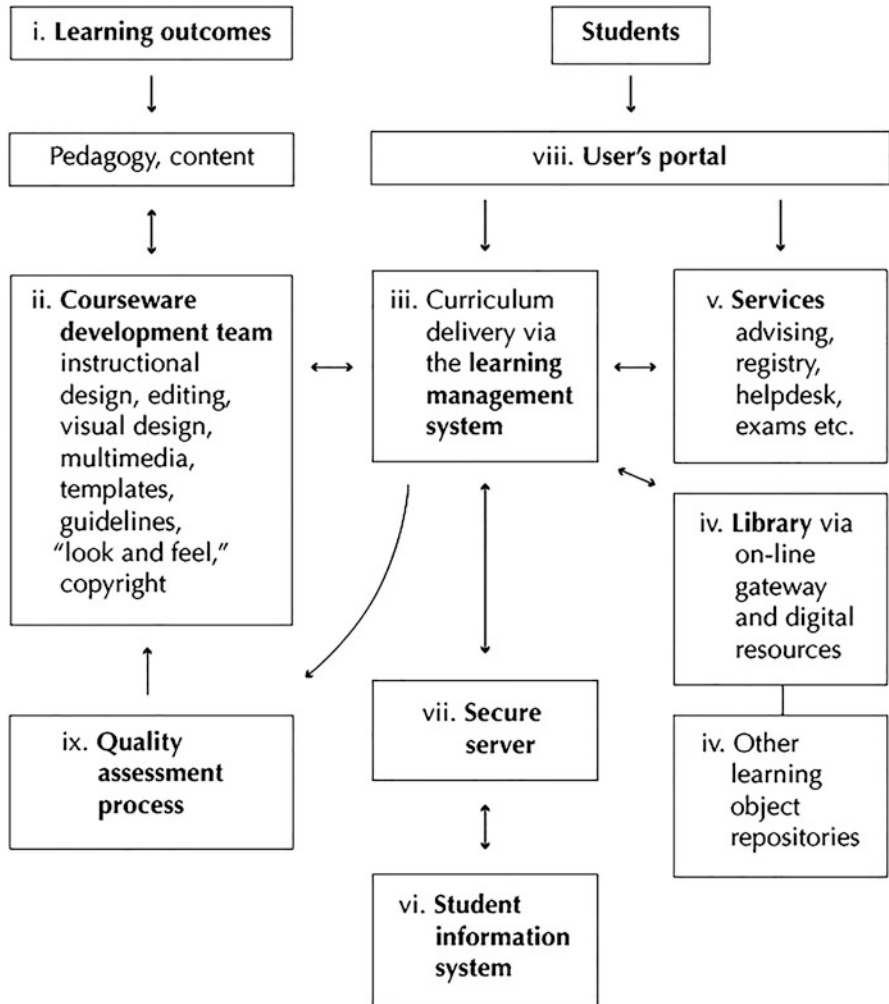 i. Learning outcomes
Students
Pedagogy, content
viii. User's portal
ii. Courseware
development team
instructional
design, editing,
visual design,
multimedia,
templates,
guidelines,
"look and feel,"
copyright
iii. Curriculum
delivery via
the learning
management
system
v. Services
advising,
registry,
helpdesk,
exams etc.
iv. Library via
on-line
gateway
and digital
resources
ix. Quality
assessment
process
vii. Secure
server
iv. Other
learning
object
repositories
vi. Student
information
system